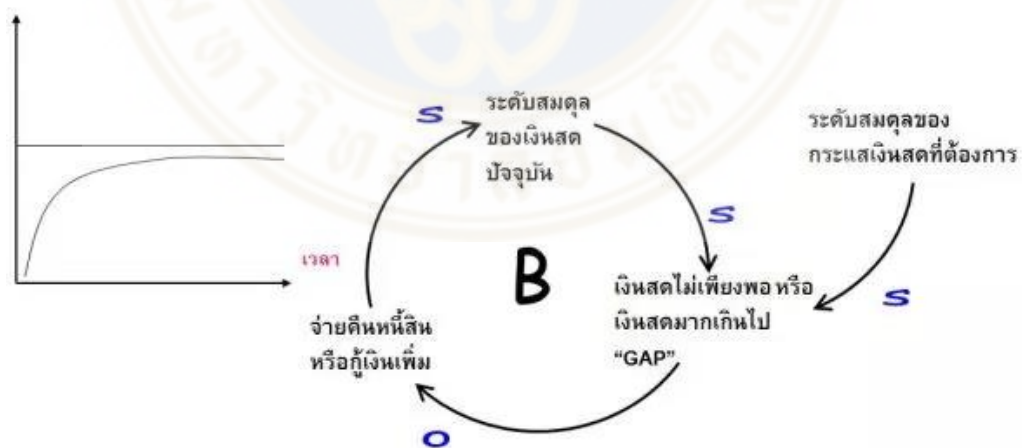 S
ระดับสมดุล
ของเงินสด
ปัจจุบัน
ระดับสมดุลของ
กระแสเงินสดที่ต้องการ
S
เวลา
B
เงินสดไม่เพียงพอ หรือ
เงินสดมากเกินไป
“GAP”
S
จ่ายคืนหนี้สิน
หรือกู้เงินเพิ่ม
O